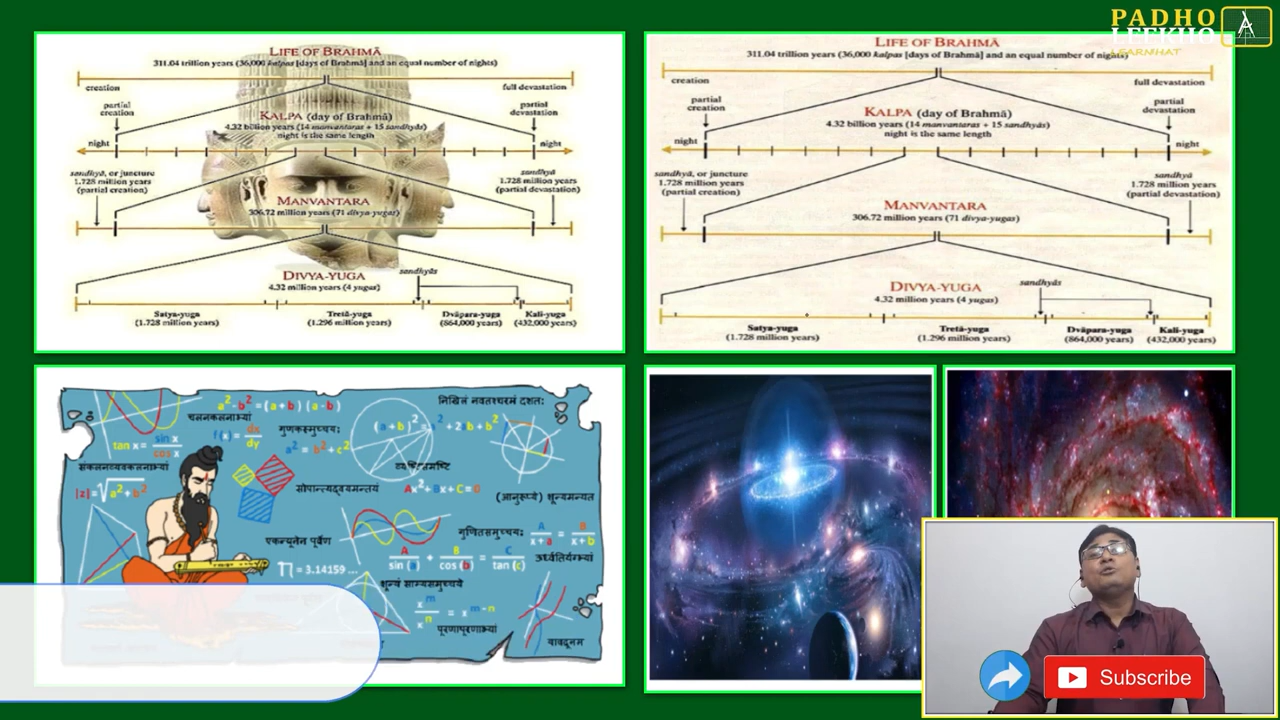 PADHO
LEEKHO
LEARNHAT
LIFE OF BRAHMĀ
311.04 trillion years (36,000 kalpas [days of Brahmā] and an equal number of nights)
creation
full devastation
partial
creation
partial
devastation
KALPA (day of Brahmā)
4.32 billion years (14 manvantaras + 15 sandhyās)
night is the same length
night
night
sandhyā, or juncture
1.728 million years
(partial creation)
sandhyā
1.728 million years
(partial devastation)
MANVANTARA
306.72 million years (71 divya-yugas)
DIVYA-YUGA
4.32 million years (4 yugas)
sandhyās
Satya-yuga
(1.728 million years)
Tretā-yuga
(1.296 million years)
Dvāpara-yuga
(864,000 years)
Kali-yuga
(432,000 years)
LIFE OF BRAHMĀ
311.04 trillion years (36,000 kalpas [days of Brahmā] and an equal number of nights)
creation
full devastation
partial
creation
partial
devastation
KALPA (day of Brahmā)
4.32 billion years (14 manvantaras + 15 sandhyās)
night is the same length
night
night
sandhyā, or juncture
1.728 million years
(partial creation)
sandhyā
1.728 million years
(partial devastation)
MANVANTARA
306.72 million years (71 divya-yugas)
DIVYA-YUGA
4.32 million years (4 yugas)
sandhyās
Satya-yuga
(1.728 million years)
Tretā-yuga
(1.296 million years)
Dvāpara-yuga
(864,000 years)
Kali-yuga
(432,000 years)
a²-b² = (a+b) (a-b)
निखिलं नवतश्चरमं दशतः
चलनकलनाभ्यां
tan x = sin x / cos x
f(x) = dx / dy
गुणकसमुच्चयः
a² = b² + c²
(a+b)² = a² + 2ab + b²
संकलनव्यवकलनाभ्यां
व्यष्टिसमष्टि
|z| = √a² + b²
सोपान्त्यद्वयमन्त्यं
Ax² + Bx + C = 0
(आनुरूप्ये) शून्यमन्यत
एकन्यूनेन पूर्वेण
गुणितसमुच्चयः
A / x+a = B / x+b
ऊर्ध्वतिर्यग्भ्यां
∏ = 3.14159 ...
A / sin (a) + B / cos (b) = C / tan (c)
शून्यं साम्यसमुच्चये
x^m / x^n = x^m-n
पूरणापूरणाभ्यां
यावदूनम
Subscribe